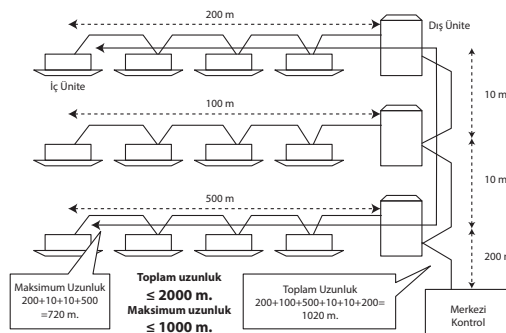 200 m
Dış Ünite
İç Ünite
10 m
100 m
10 m
500 m
200 m
Maksimum Uzunluk
200+10+10+500
=720 m.
Toplam uzunluk
≤ 2000 m.
Maksimum uzunluk
≤ 1000 m.
Toplam Uzunluk
200+100+500+10+10+200=
1020 m.
Merkezi
Kontrol